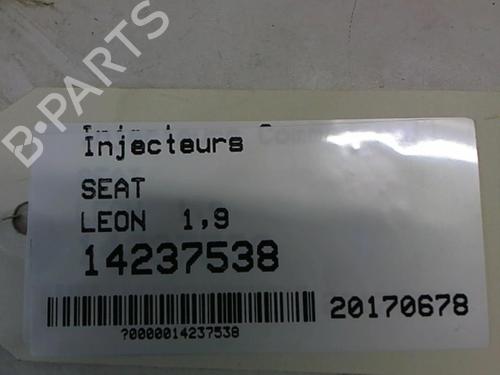 B-PARTS
Injecteurs
SEAT
LEON 1,9
14237538
20170678
?0000014237538